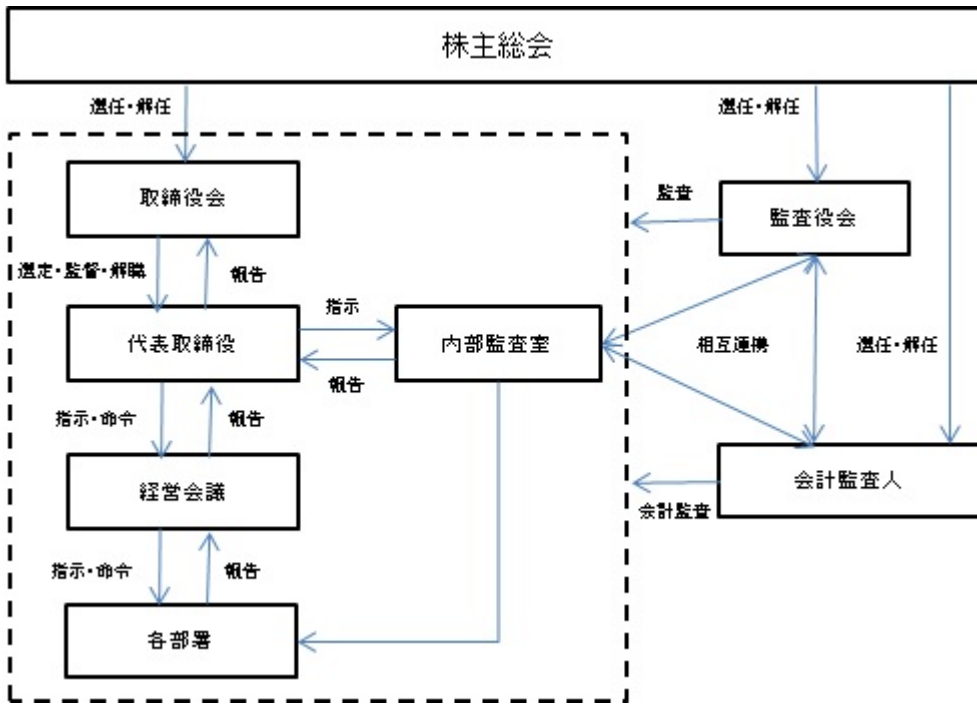 株主総会
選任・解任
選任・解任
取締役会
監査
監査役会
選定・監督・解職
報告
指示
代表取締役
内部監査室
相互連携
選任・解任
報告
指示・命令
報告
経営会議
会計監査人
会計監査
指示・命令
報告
各部署